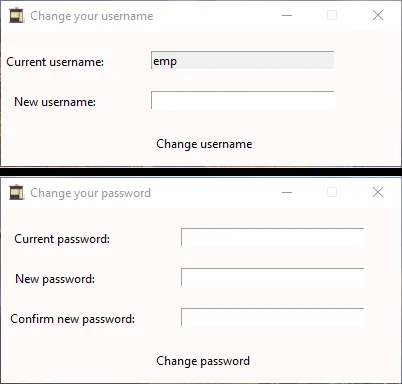 Change your username
Current username: emp
New username:
Change username
Change your password
Current password:
New password:
Confirm new password:
Change password